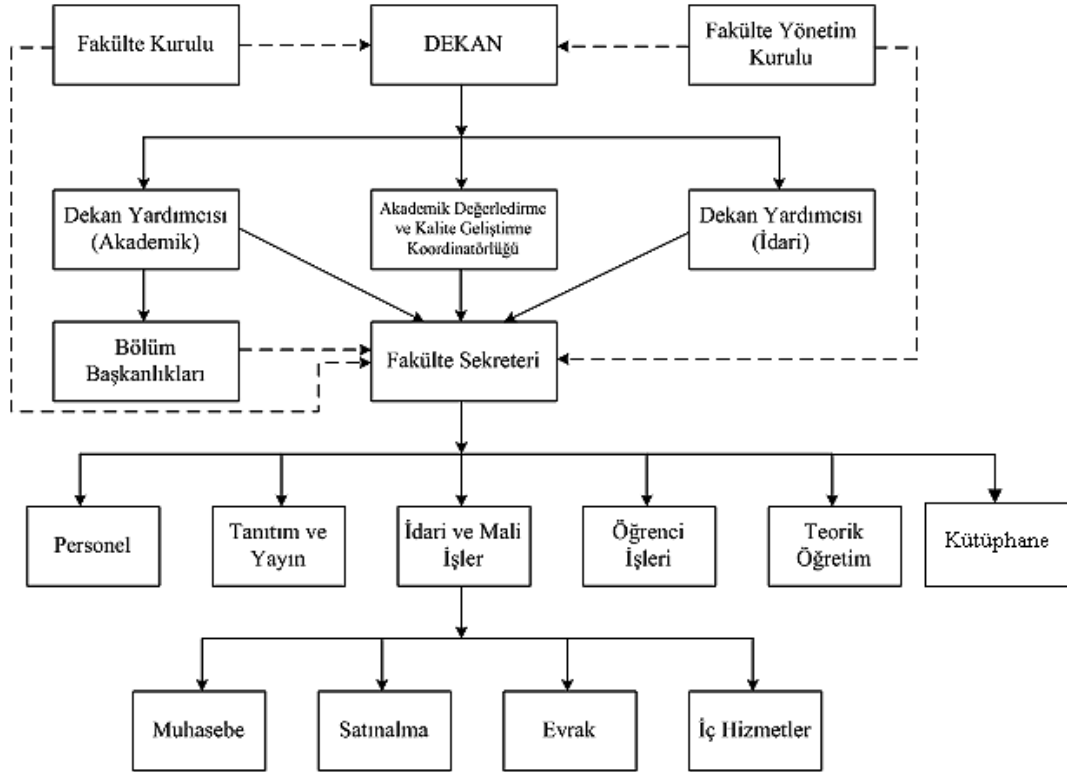 Fakülte Kurulu
DEKAN
Fakülte Yönetim
Kurulu
Dekan Yardımcısı
(Akademik)
Akademik Değerledirme
ve Kalite Geliştirme
Koordinatörlüğü
Dekan Yardımcısı
(İdari)
Bölüm
Başkanlıkları
Fakülte Sekreteri
Personel
Tanıtım ve
Yayın
İdari ve Mali
İşler
Öğrenci
İşleri
Teorik
Öğretim
Kütüphane
Muhasebe
Satınalma
Evrak
İç Hizmetler